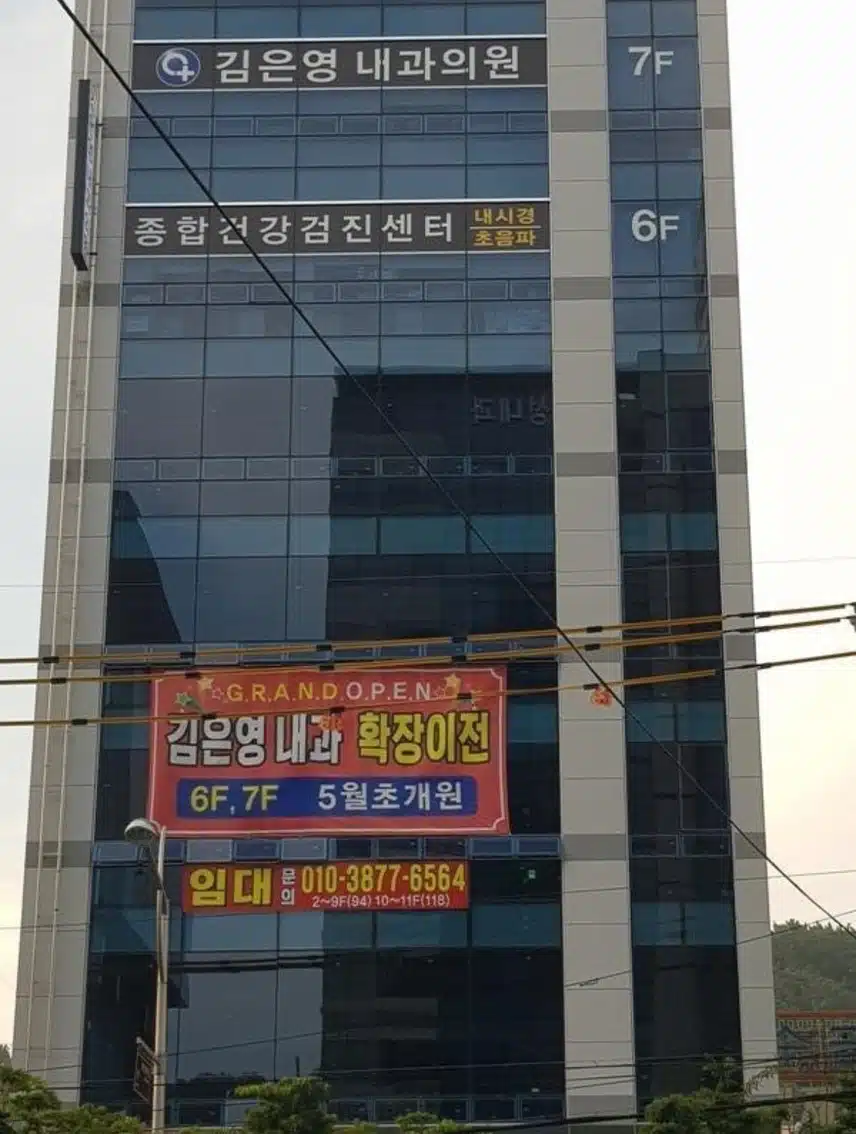 김은영 내과의원 7F
종합건강검진센터 내시경 초음파 6F
G.R.A.N.D O.P.E.N
김은영 내과 확장이전
6F, 7F 5월초개원
임대 문의 010-3877-6564
2~9F(94) 10~11F(118)